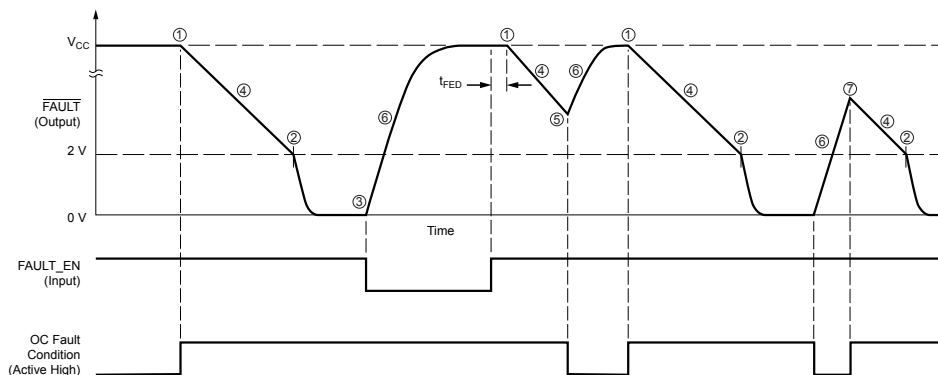 V_CC
FAULT
(Output)
2 V
0 V
① ④ ② ③ ⑥ ① ④ ⑤ ⑥ ① ④ ② ⑥ ⑦ ④ ②
t_FED
Time
FAULT_EN
(Input)
OC Fault
Condition
(Active High)